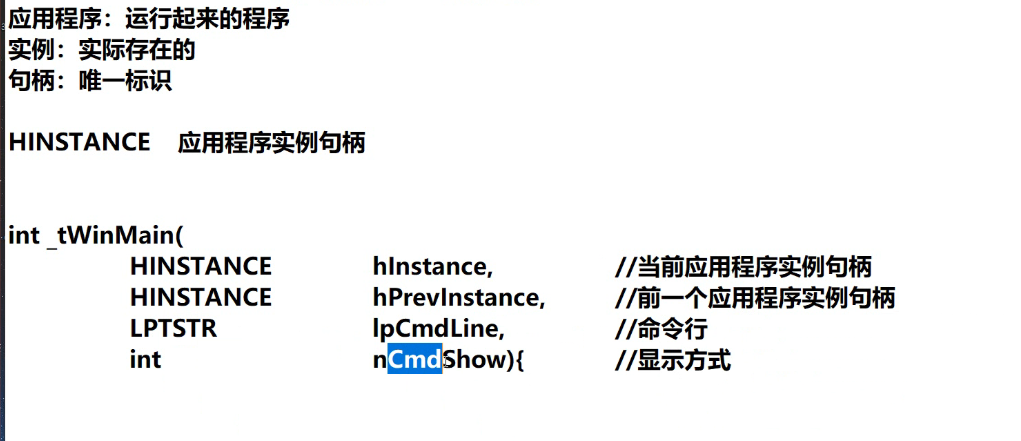 应用程序：运行起来的程序
实例：实际存在的
句柄：唯一标识
HINSTANCE 应用程序实例句柄
int _tWinMain(
HINSTANCE hInstance, //当前应用程序实例句柄
HINSTANCE hPrevInstance, //前一个应用程序实例句柄
LPTSTR lpCmdLine, //命令行
int nCmdShow){ //显示方式